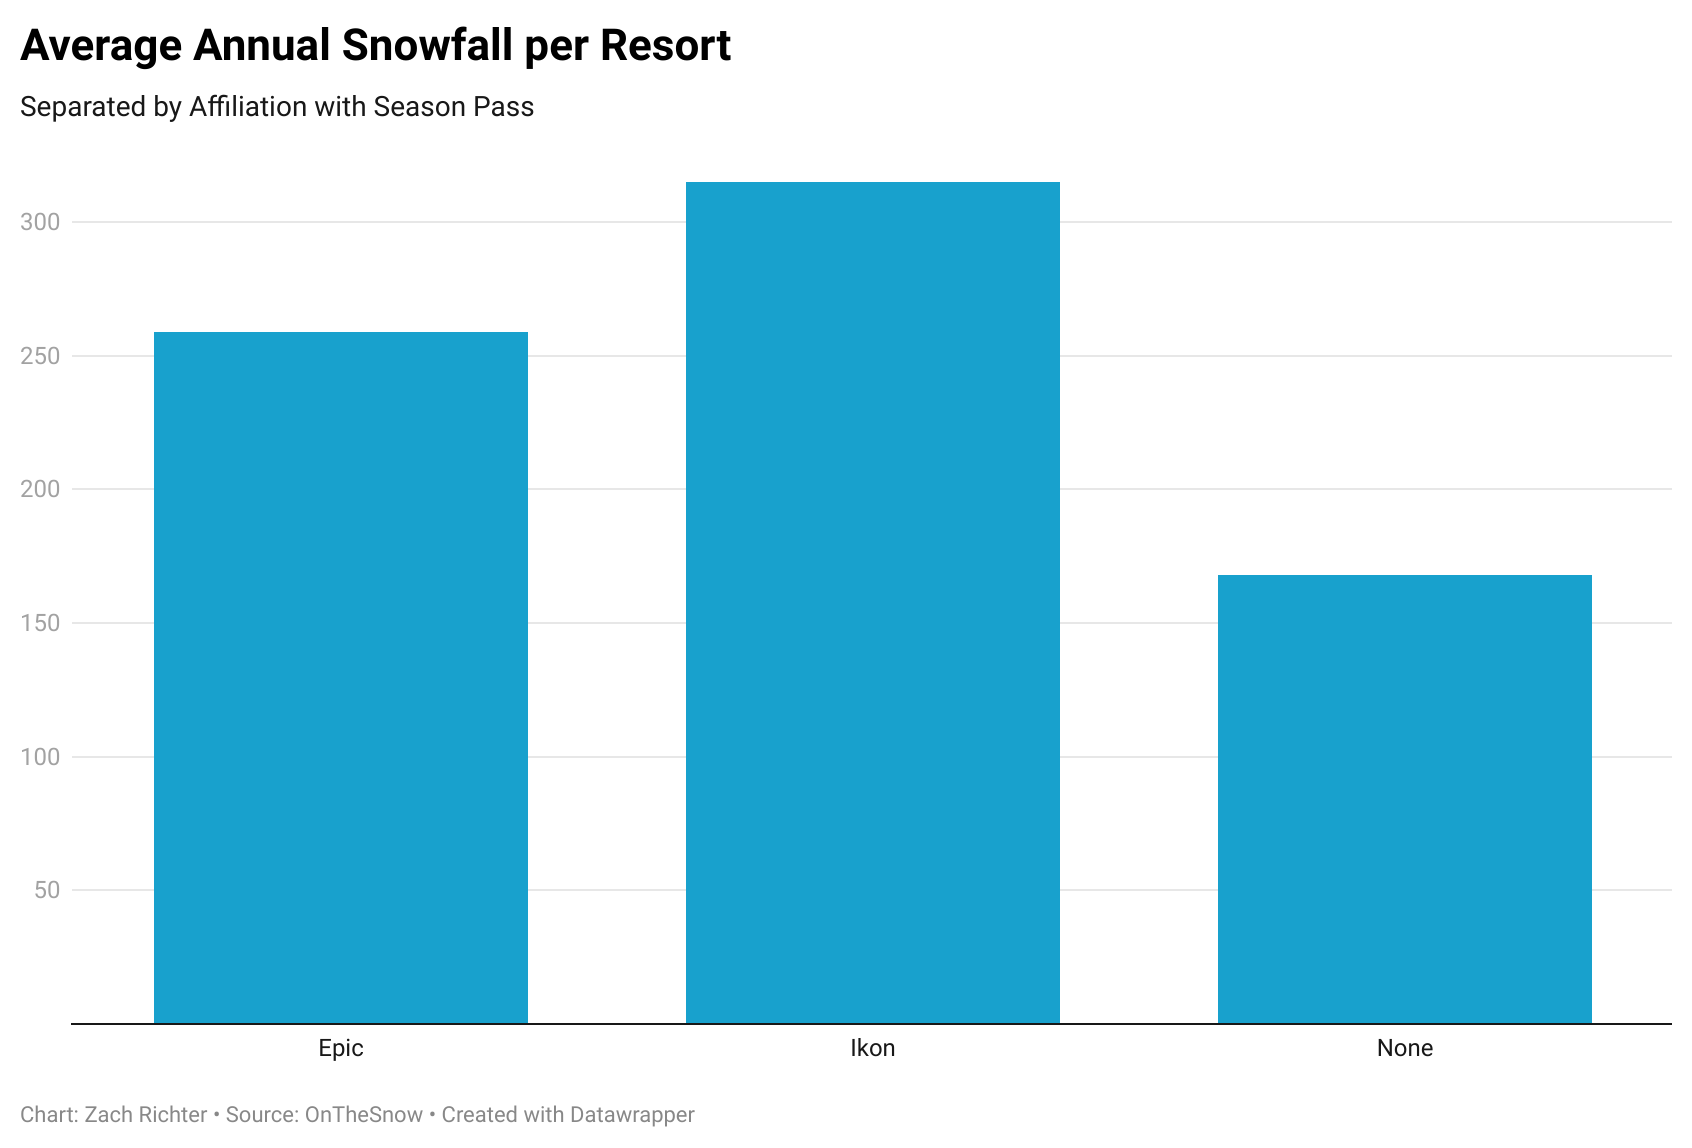 Average Annual Snowfall per Resort
Separated by Affiliation with Season Pass
300
250
200
150
100
50
Epic
Ikon
None
Chart: Zach Richter • Source: OnTheSnow • Created with Datawrapper